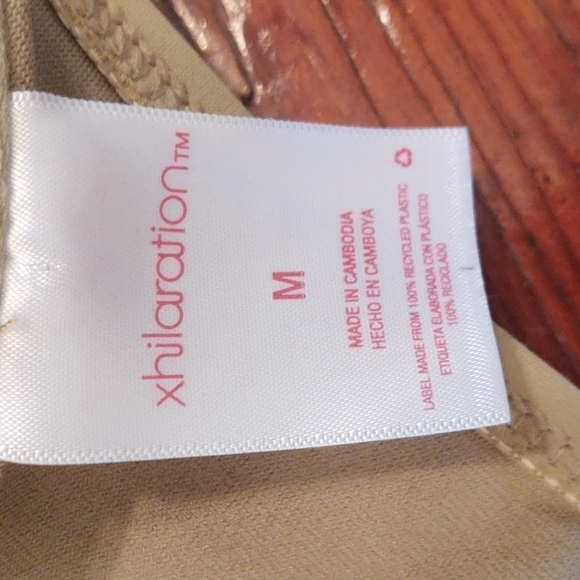 xhilaration™
M
MADE IN CAMBODIA
HECHO EN CAMBOYA
LABEL MADE FROM 100% RECYCLED PLASTIC
ETIQUETA ELABORADA CON PLÁSTICO
100% RECICLADO